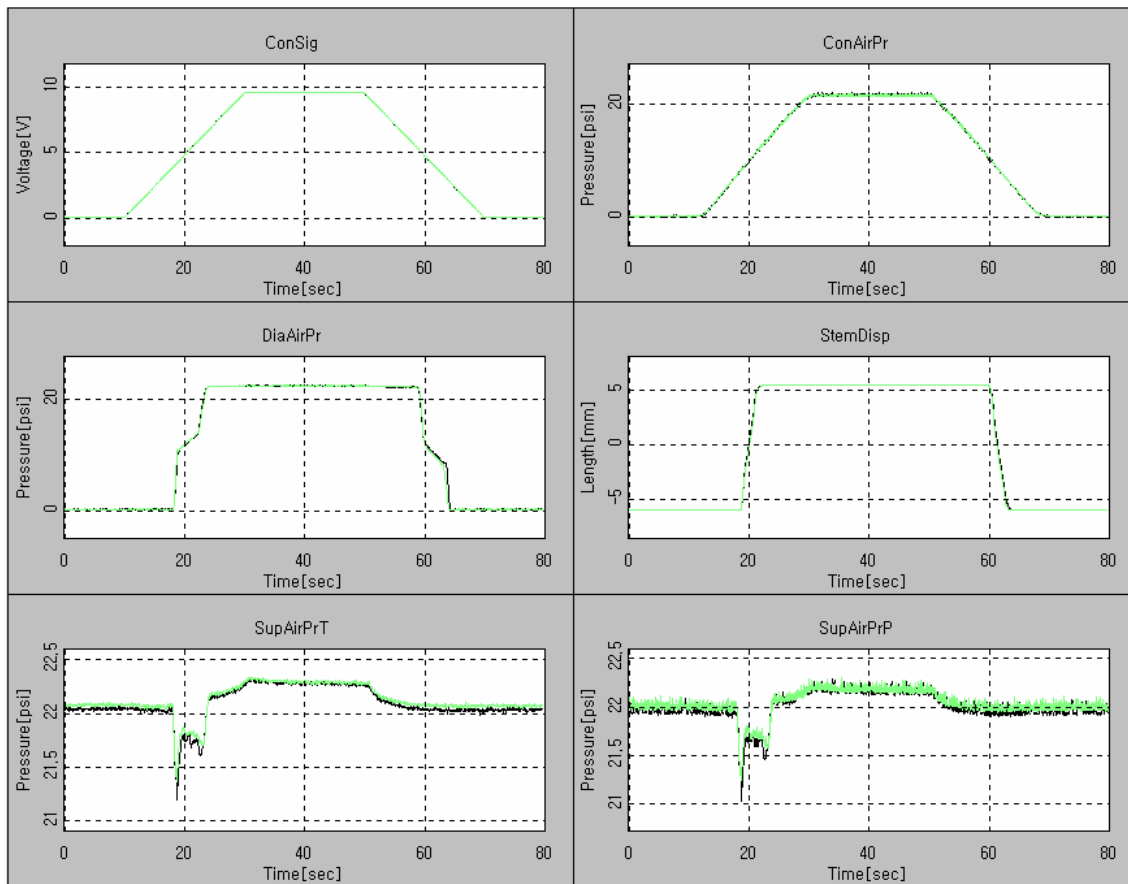 ConSig
Voltage[V]
10
5
0
0 20 40 60 80
Time[sec]
ConAirPr
Pressure[psi]
20
0
0 20 40 60 80
Time[sec]
DiaAirPr
Pressure[psi]
20
0
0 20 40 60 80
Time[sec]
StemDisp
Length[mm]
5
0
-5
0 20 40 60 80
Time[sec]
SupAirPrT
Pressure[psi]
22,5
22
21,5
21
0 20 40 60 80
Time[sec]
SupAirPrP
Pressure[psi]
22,5
22
21,5
21
0 20 40 60 80
Time[sec]